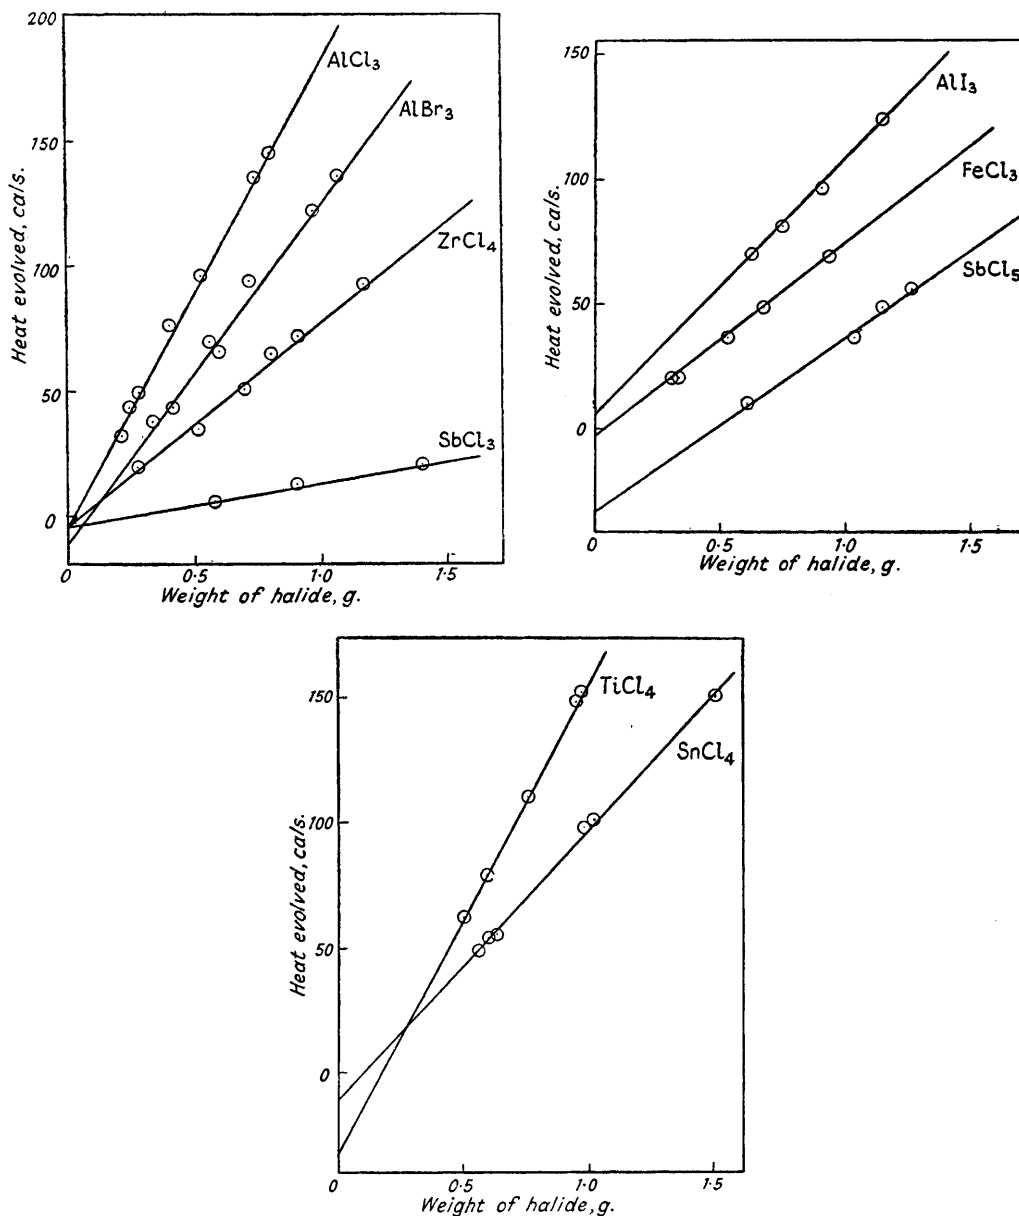 200
150
100
50
0
Heat evolved, ca/s.
AlCl3
AlBr3
ZrCl4
SbCl3
0 0.5 1.0 1.5
Weight of halide, g.
150
100
50
0
Heat evolved, ca/s.
AlI3
FeCl3
SbCl5
0 0.5 1.0 1.5
Weight of halide, g.
150
100
50
0
Heat evolved, ca/s.
TiCl4
SnCl4
0 0.5 1.0 1.5
Weight of halide, g.